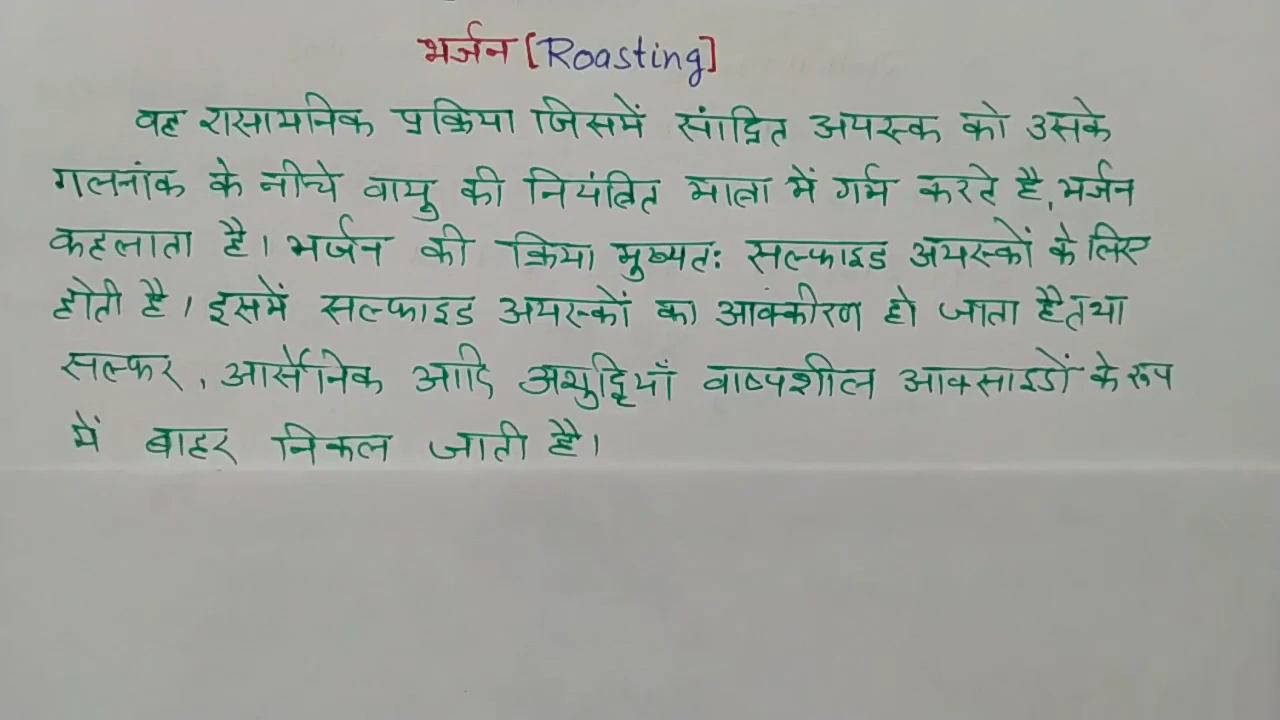 भर्जन [Roasting]
वह रासायनिक प्रक्रिया जिसमें सांद्रित अयस्क को उसके
गलनांक के नीचे वायु की नियंत्रित मात्रा में गर्म करते है, भर्जन
कहलाता है। भर्जन की क्रिया मुख्यतः सल्फाइड अयस्कों के लिए
होती है। इसमें सल्फाइड अयस्कों का आक्कीरण हो जाता है तथा
सल्फर, आर्सेनिक आदि अशुद्धियाँ वाष्पशील आक्साइडों के रूप
में बाहर निकल जाती है।